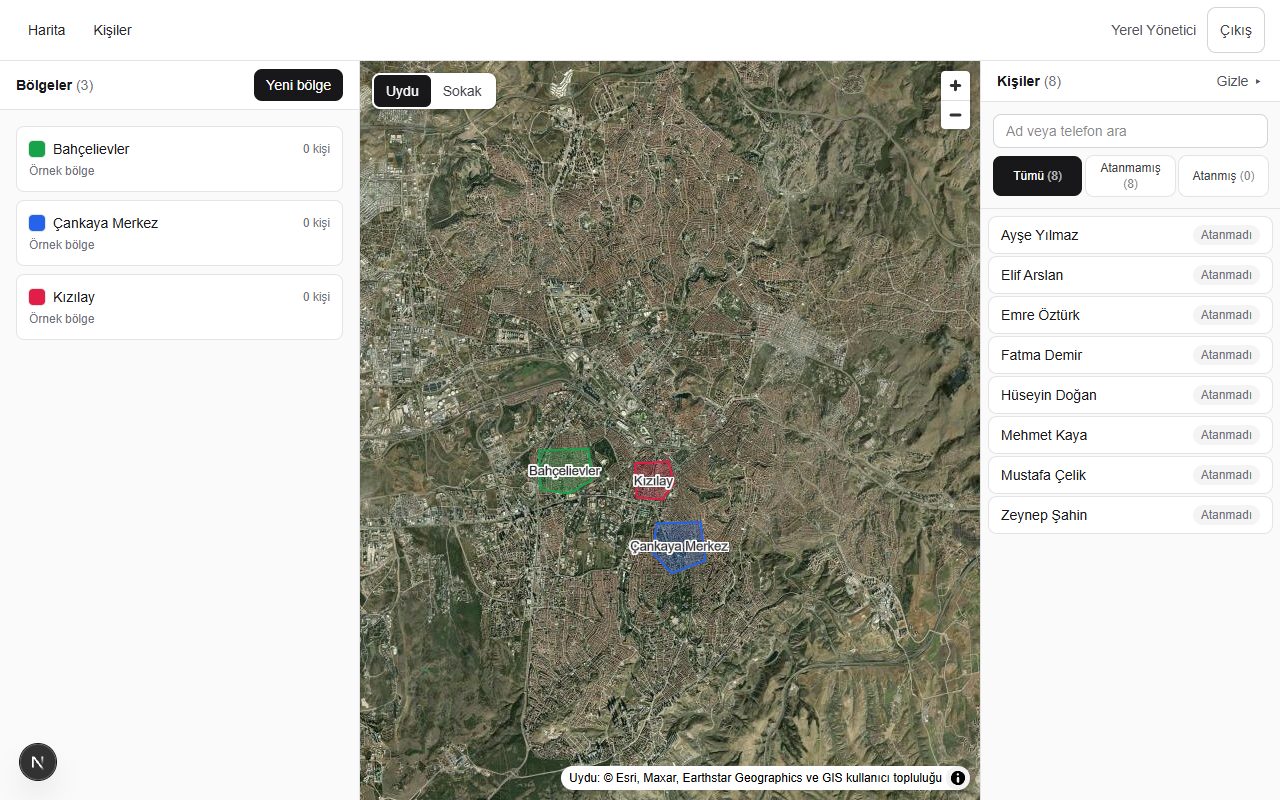 Harita
Kişiler
Yerel Yönetici
Çıkış
Bölgeler (3)
Yeni bölge
Bahçelievler
0 kişi
Örnek bölge
Çankaya Merkez
0 kişi
Örnek bölge
Kızılay
0 kişi
Örnek bölge
N
Uydu
Sokak
+
−
Bahçelievler
Kızılay
Çankaya Merkez
Uydu: © Esri, Maxar, Earthstar Geographics ve GIS kullanıcı topluluğu
Kişiler (8)
Gizle
Ad veya telefon ara
Tümü (8)
Atanmamış
(8)
Atanmış (0)
Ayşe Yılmaz
Atanmadı
Elif Arslan
Atanmadı
Emre Öztürk
Atanmadı
Fatma Demir
Atanmadı
Hüseyin Doğan
Atanmadı
Mehmet Kaya
Atanmadı
Mustafa Çelik
Atanmadı
Zeynep Şahin
Atanmadı